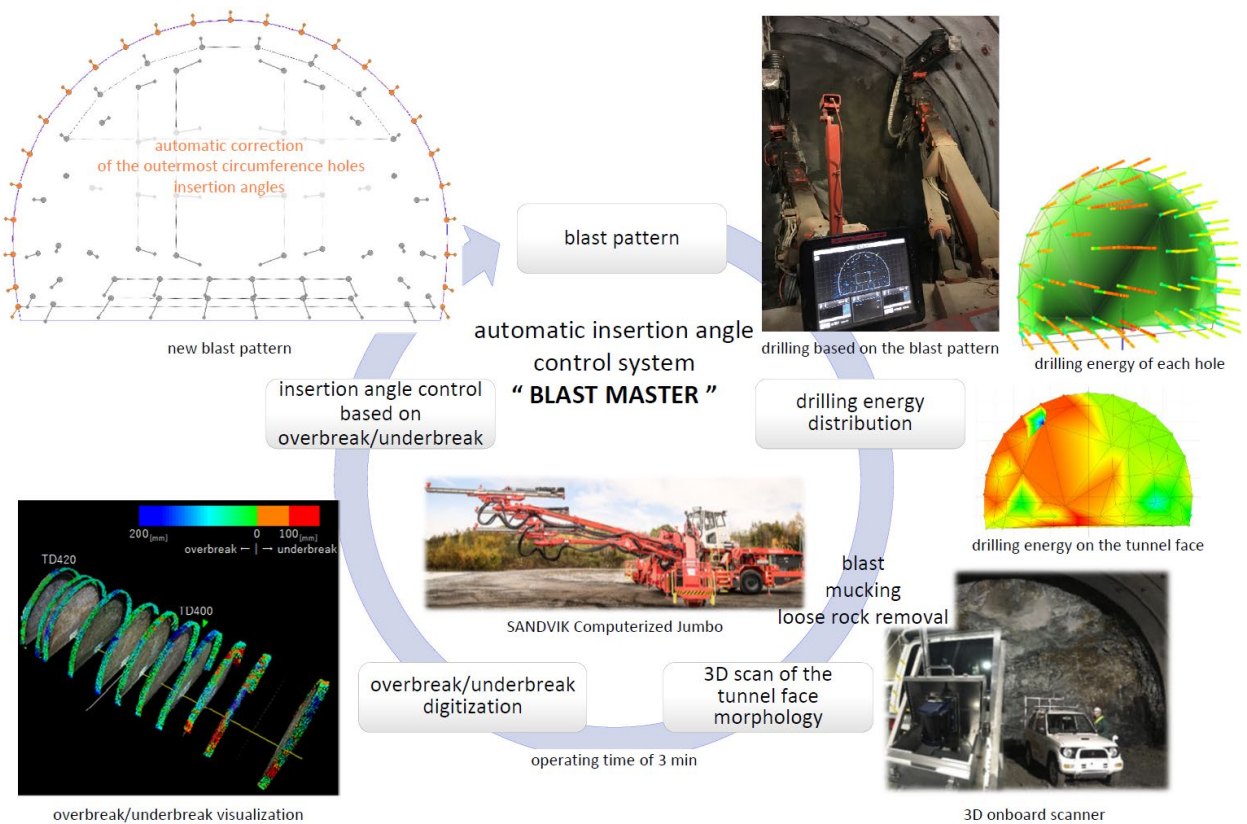 automatic correction
of the outermost circumference holes
insertion angles
new blast pattern
blast pattern
drilling based on the blast pattern
drilling energy of each hole
automatic insertion angle
control system
“ BLAST MASTER ”
insertion angle control
based on
overbreak/underbreak
drilling energy
distribution
drilling energy on the tunnel face
200[mm]
0
100[mm]
overbreak ← | → underbreak
TD420
TD400
SANDVIK Computerized Jumbo
blast
mucking
loose rock removal
overbreak/underbreak
digitization
3D scan of the
tunnel face
morphology
operating time of 3 min
overbreak/underbreak visualization
3D onboard scanner